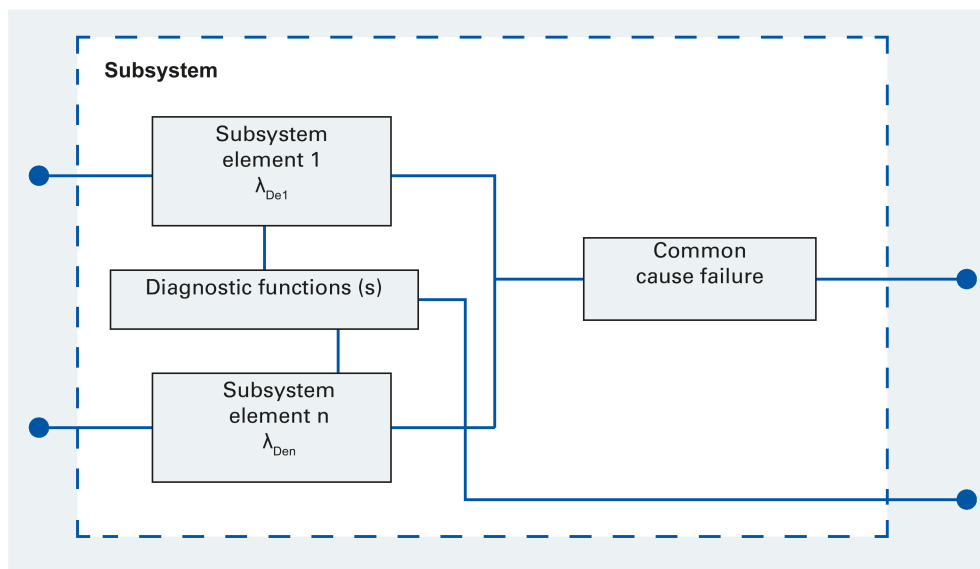 Subsystem
Subsystem
element 1
λDe1
Diagnostic functions (s)
Subsystem
element n
λDen
Common
cause failure